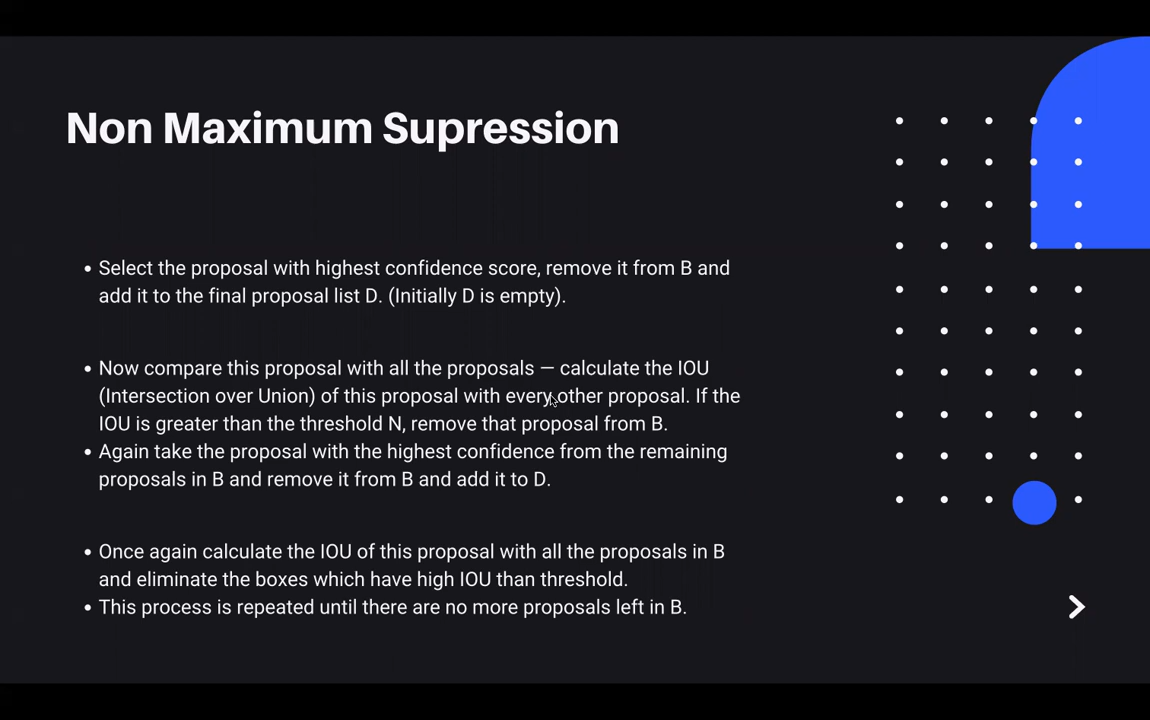 Non Maximum Supression
• Select the proposal with highest confidence score, remove it from B and
add it to the final proposal list D. (Initially D is empty).
• Now compare this proposal with all the proposals — calculate the IOU
(Intersection over Union) of this proposal with every other proposal. If the
IOU is greater than the threshold N, remove that proposal from B.
• Again take the proposal with the highest confidence from the remaining
proposals in B and remove it from B and add it to D.
• Once again calculate the IOU of this proposal with all the proposals in B
and eliminate the boxes which have high IOU than threshold.
• This process is repeated until there are no more proposals left in B.